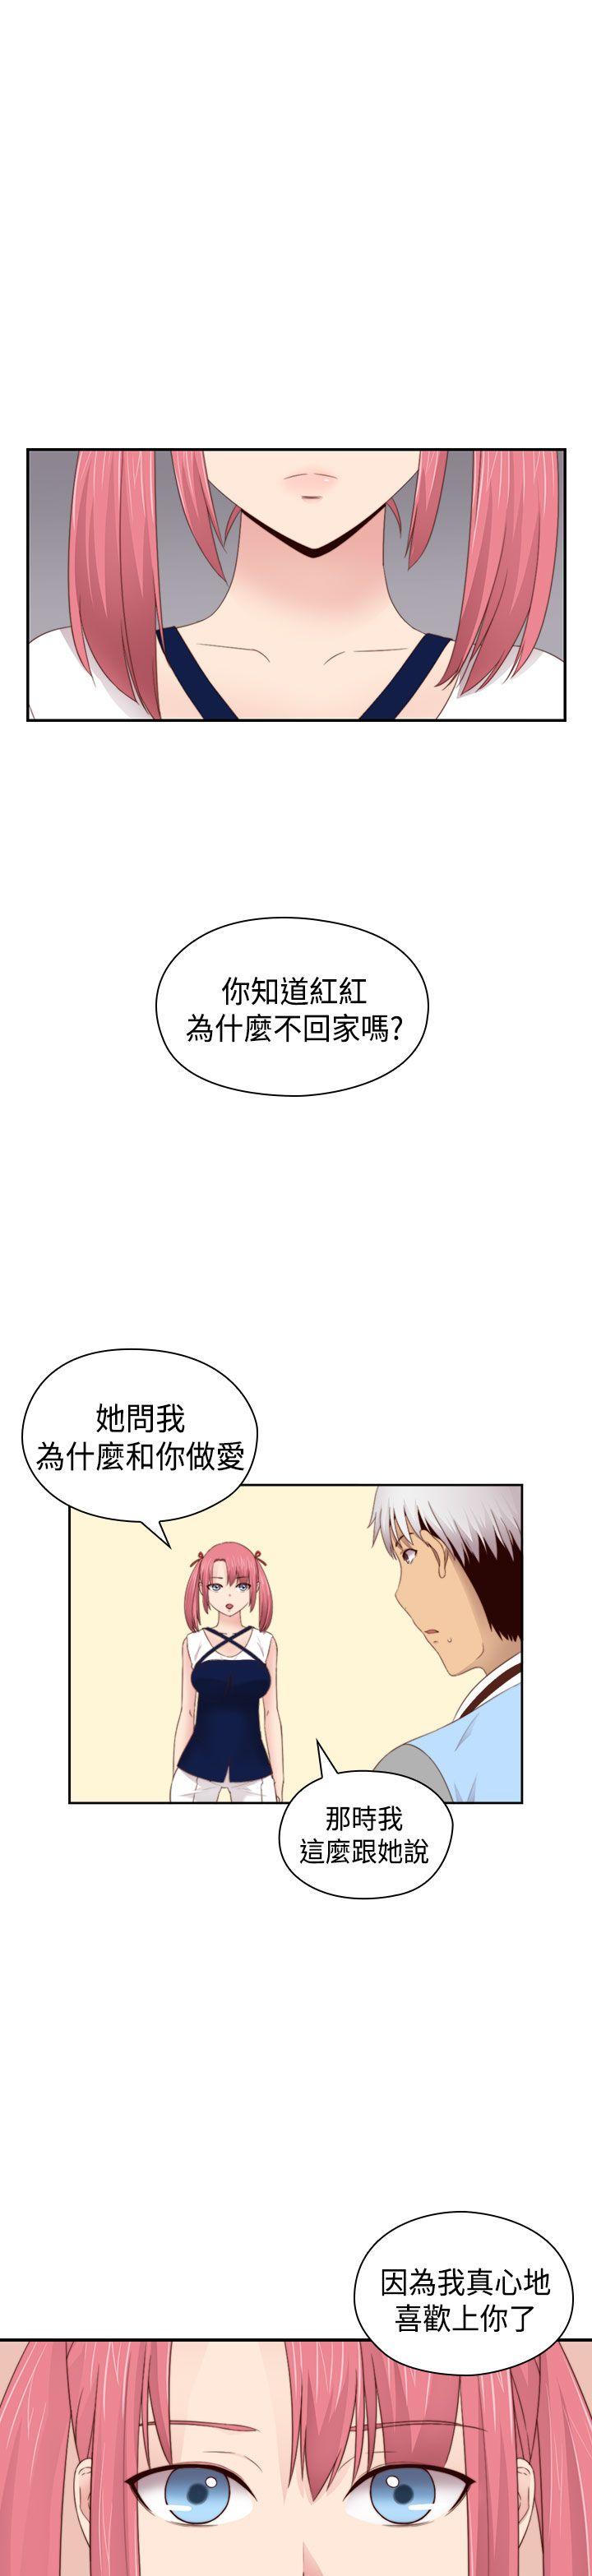 你知道紅紅
為什麼不回家嗎?
她問我
為什麼和你做愛
那時我
這麼跟她說
因為我真心地
喜歡上你了